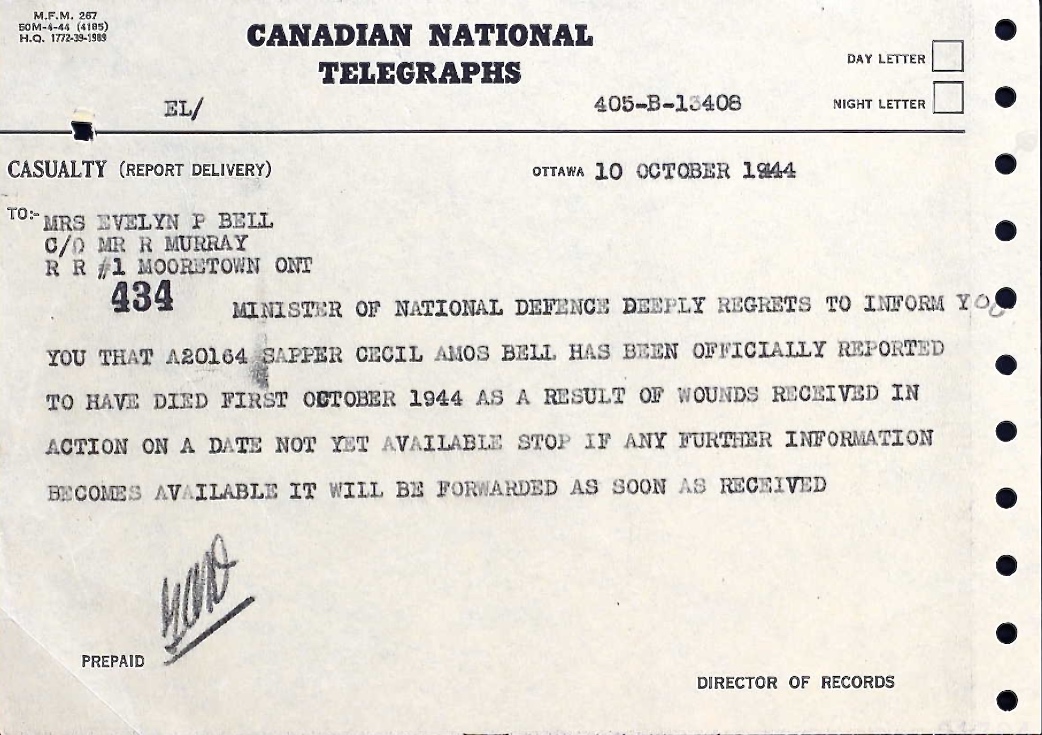 M.F.M. 267
50M-4-44 (4185)
H.Q. 1772-39-1989
CANADIAN NATIONAL
TELEGRAPHS
DAY LETTER
EL/
405-B-13408
NIGHT LETTER
CASUALTY (REPORT DELIVERY)
OTTAWA 10 OCTOBER 1944
TO:- MRS EVELYN P BELL
C/O MR R MURRAY
R R #1 MOORETOWN ONT
434
MINISTER OF NATIONAL DEFENCE DEEPLY REGRETS TO INFORM YOU
YOU THAT A20164 SAPPER CECIL AMOS BELL HAS BEEN OFFICIALLY REPORTED
TO HAVE DIED FIRST OCTOBER 1944 AS A RESULT OF WOUNDS RECEIVED IN
ACTION ON A DATE NOT YET AVAILABLE STOP IF ANY FURTHER INFORMATION
BECOMES AVAILABLE IT WILL BE FORWARDED AS SOON AS RECEIVED
PREPAID
DIRECTOR OF RECORDS